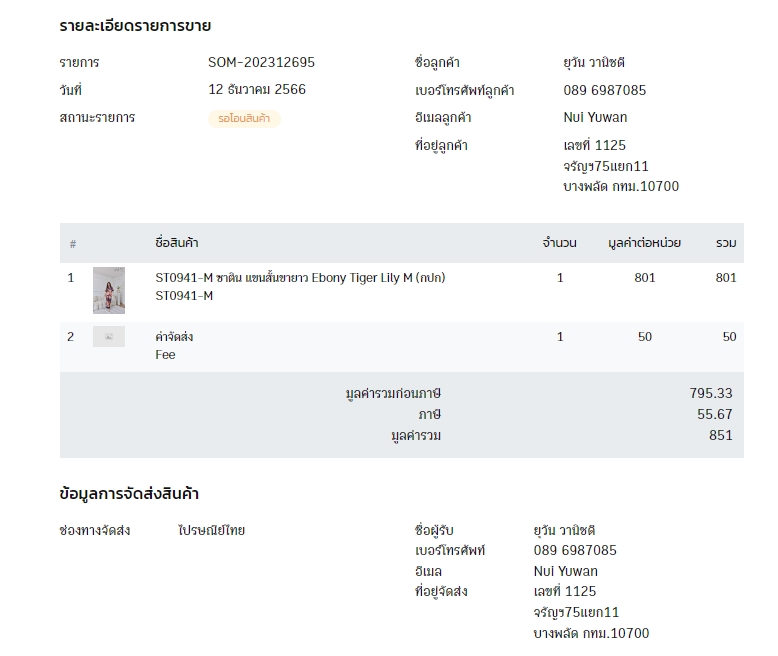 รายละเอียดรายการขาย
รายการ SOM-202312695 ชื่อลูกค้า ยุวัน วานิชดี
วันที่ 12 ธันวาคม 2566 เบอร์โทรศัพท์ลูกค้า 089 6987085
สถานะรายการ รอโอนสินค้า อีเมลลูกค้า Nui Yuwan
ที่อยู่ลูกค้า เลขที่ 1125
จรัญฯ75แยก11
บางพลัด กทม.10700
# ชื่อสินค้า จำนวน มูลค่าต่อหน่วย รวม
1 ST0941-M ซาติน แขนสั้นขายาว Ebony Tiger Lily M (กปก) 1 801 801
ST0941-M
2 ค่าจัดส่ง 1 50 50
Fee
มูลค่ารวมก่อนภาษี 795.33
ภาษี 55.67
มูลค่ารวม 851
ข้อมูลการจัดส่งสินค้า
ช่องทางจัดส่ง ไปรษณีย์ไทย ชื่อผู้รับ ยุวัน วานิชดี
เบอร์โทรศัพท์ 089 6987085
อีเมล Nui Yuwan
ที่อยู่จัดส่ง เลขที่ 1125
จรัญฯ75แยก11
บางพลัด กทม.10700